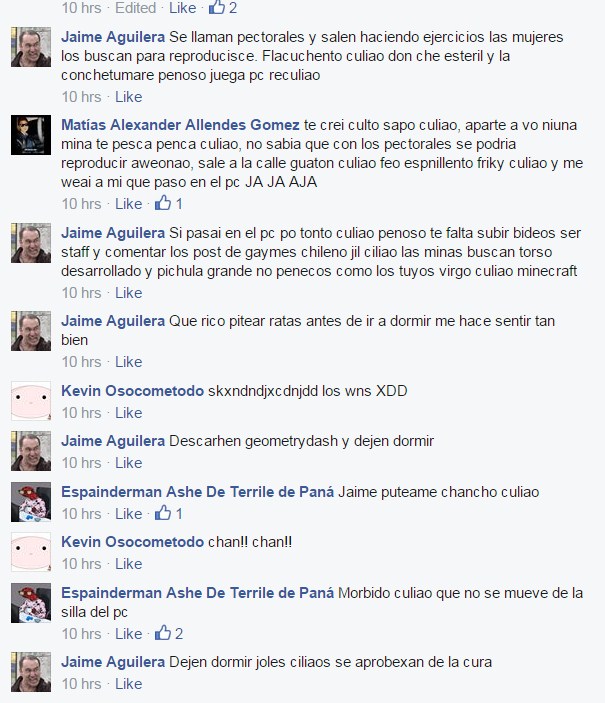 10 hrs · Edited · Like · 2
Jaime Aguilera Se llaman pectorales y salen haciendo ejercicios las mujeres
los buscan para reproducisce. Flacuchento culiao don che esteril y la
conchetumare penoso juega pc reculiao
10 hrs · Like
Matías Alexander Allendes Gomez te crei culto sapo culiao, aparte a vo niuna
mina te pesca penca culiao, no sabia que con los pectorales se podria
reproducir aweonao, sale a la calle guaton culiao feo espnillento friky culiao y me
weai a mi que paso en el pc JA JA AJA
10 hrs · Like · 1
Jaime Aguilera Si pasai en el pc po tonto culiao penoso te falta subir bideos ser
staff y comentar los post de gaymes chileno jil ciliao las minas buscan torso
desarrollado y pichula grande no penecos como los tuyos virgo culiao minecraft
10 hrs · Like
Jaime Aguilera Que rico pitear ratas antes de ir a dormir me hace sentir tan
bien
10 hrs · Like
Kevin Osocometodo skxndndjxcdnjdd los wns XDD
10 hrs · Like
Jaime Aguilera Descarhen geometrydash y dejen dormir
10 hrs · Like
Espainderman Ashe De Terrile de Paná Jaime puteame chancho culiao
10 hrs · Like · 1
Kevin Osocometodo chan!! chan!!
10 hrs · Like
Espainderman Ashe De Terrile de Paná Morbido culiao que no se mueve de la
silla del pc
10 hrs · Like · 2
Jaime Aguilera Dejen dormir joles ciliaos se aprobexan de la cura
10 hrs · Like